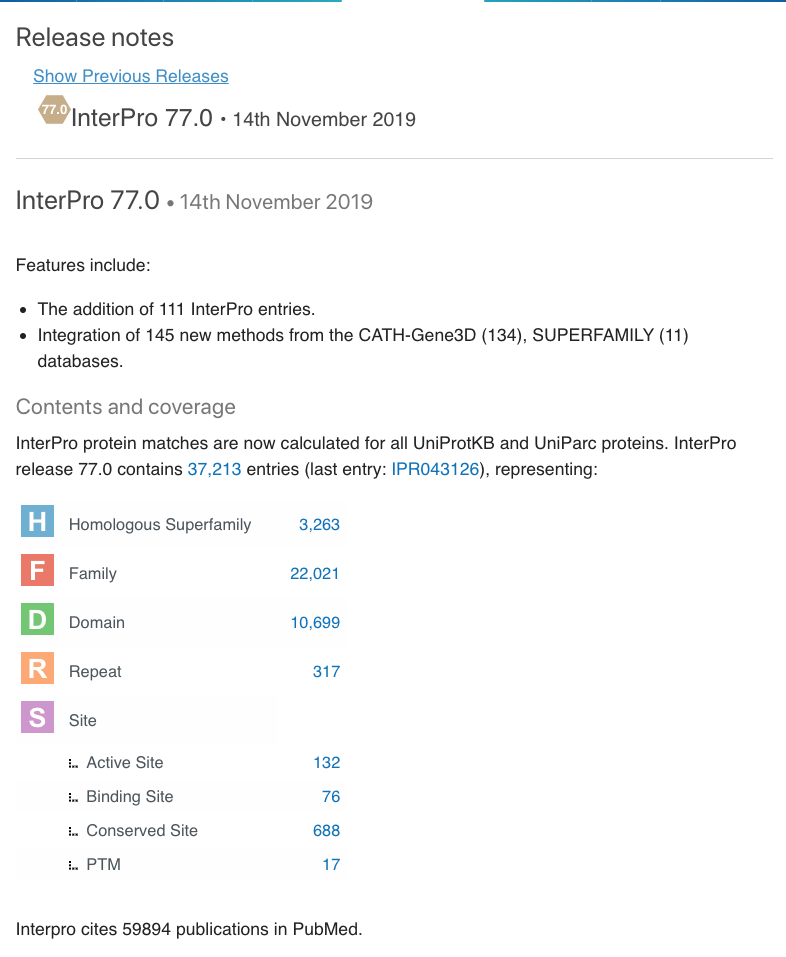 Release notes
Show Previous Releases
77.0 InterPro 77.0 • 14th November 2019
InterPro 77.0 • 14th November 2019
Features include:
• The addition of 111 InterPro entries.
• Integration of 145 new methods from the CATH-Gene3D (134), SUPERFAMILY (11)
databases.
Contents and coverage
InterPro protein matches are now calculated for all UniProtKB and UniParc proteins. InterPro
release 77.0 contains 37,213 entries (last entry: IPR043126), representing:
H Homologous Superfamily 3,263
F Family 22,021
D Domain 10,699
R Repeat 317
S Site
Active Site 132
Binding Site 76
Conserved Site 688
PTM 17
Interpro cites 59894 publications in PubMed.